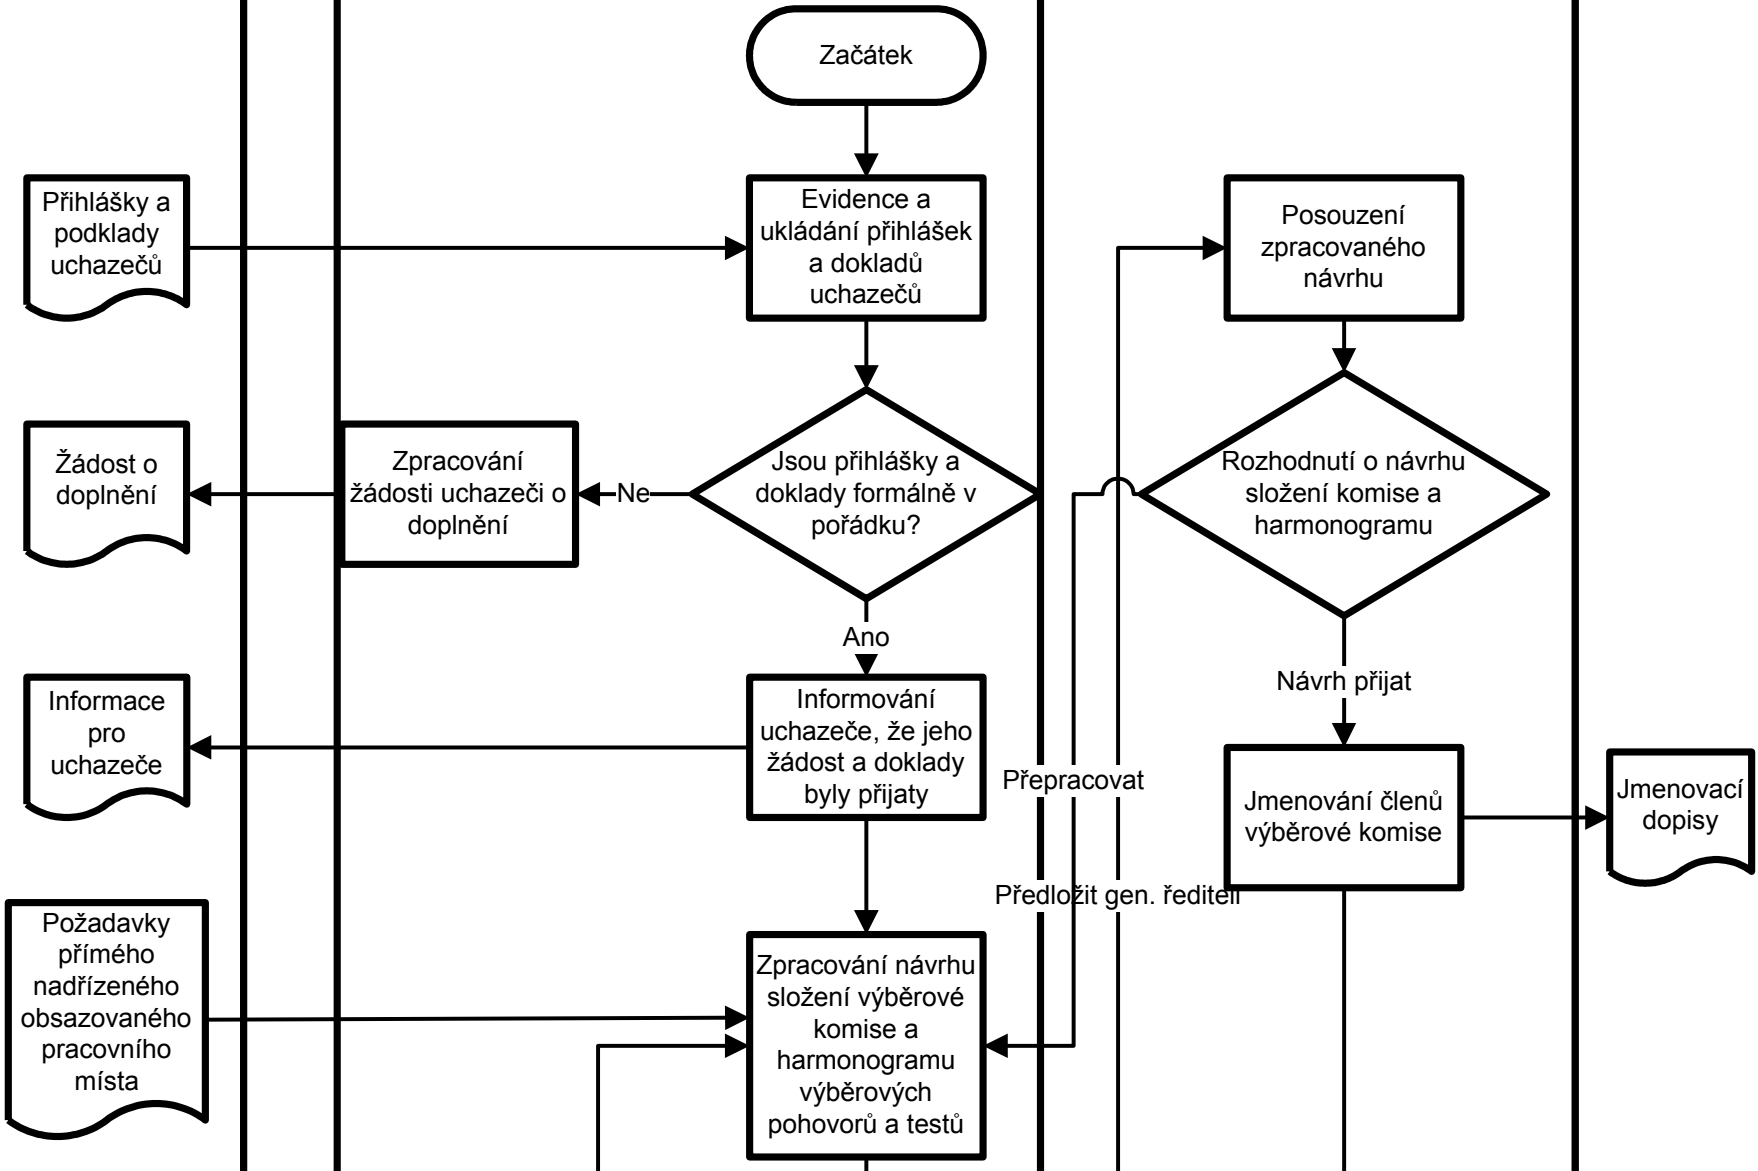 Začátek
Přihlášky a
podklady
uchazečů
Evidence a
ukládání přihlášek
a dokladů
uchazečů
Posouzení
zpracovaného
návrhu
Žádost o
doplnění
Zpracování
žádosti uchazeči o
doplnění
Ne
Jsou přihlášky a
doklady formálně v
pořádku?
Rozhodnutí o návrhu
složení komise a
harmonogramu
Ano
Návrh přijat
Informace
pro
uchazeče
Informování
uchazeče, že jeho
žádost a doklady
byly přijaty
Přepracovat
Jmenování členů
výběrové komise
Jmenovací
dopisy
Předložit gen. řediteli
Požadavky
přímého
nadřízeného
obsazovaného
pracovního
místa
Zpracování návrhu
složení výběrové
komise a
harmonogramu
výběrových
pohovorů a testů